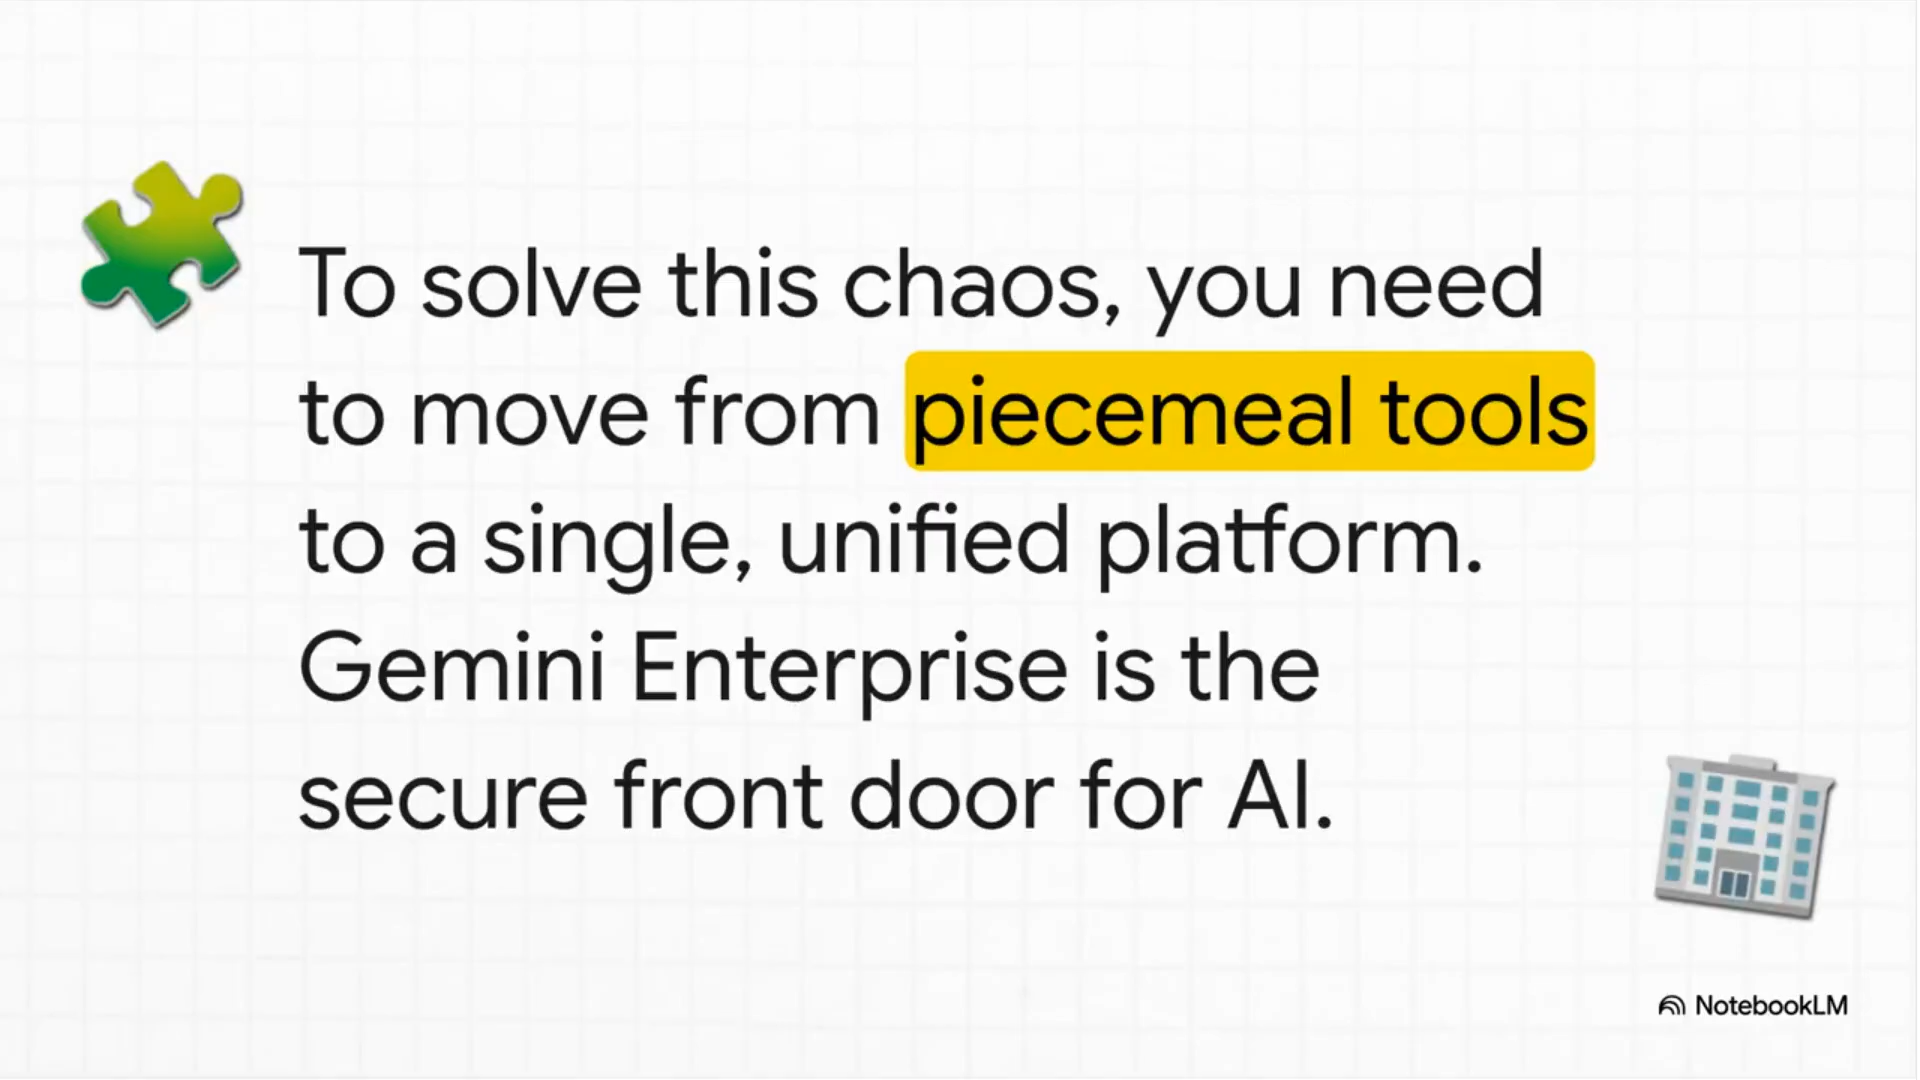 To solve this chaos, you need
to move from piecemeal tools
to a single, unified platform.
Gemini Enterprise is the
secure front door for AI.
NotebookLM